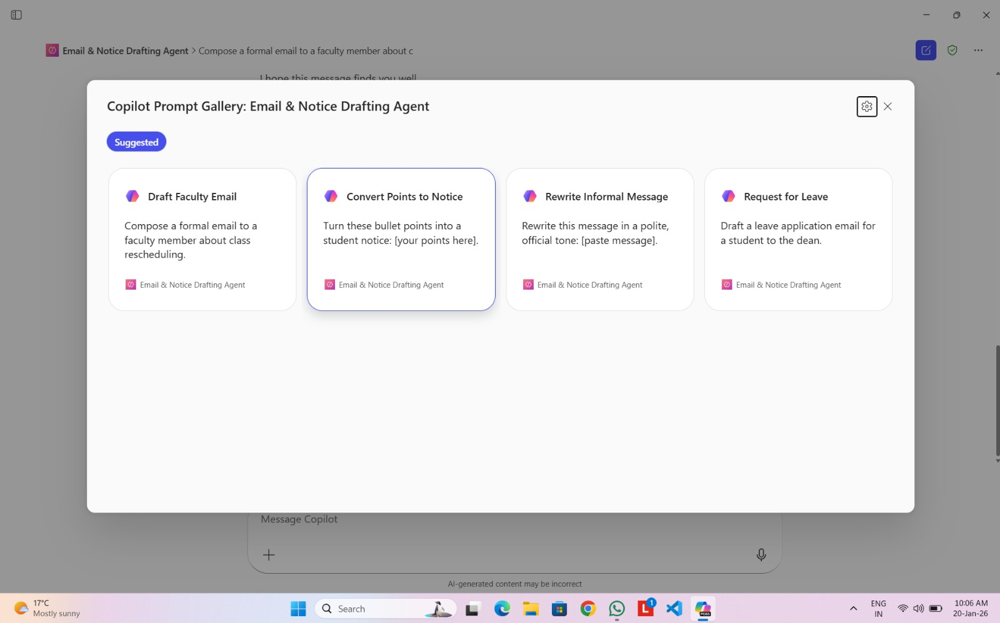 Email & Notice Drafting Agent > Compose a formal email to a faculty member about c
I hope this message finds you well
Copilot Prompt Gallery: Email & Notice Drafting Agent
Suggested
Draft Faculty Email
Compose a formal email to a
faculty member about class
rescheduling.
Email & Notice Drafting Agent
Convert Points to Notice
Turn these bullet points into a
student notice: [your points here].
Email & Notice Drafting Agent
Rewrite Informal Message
Rewrite this message in a polite,
official tone: [paste message].
Email & Notice Drafting Agent
Request for Leave
Draft a leave application email for
a student to the dean.
Email & Notice Drafting Agent
Message Copilot
AI-generated content may be incorrect
17°C
Mostly sunny
Search
L
1
M365
ENG
IN
10:06 AM
20-Jan-26